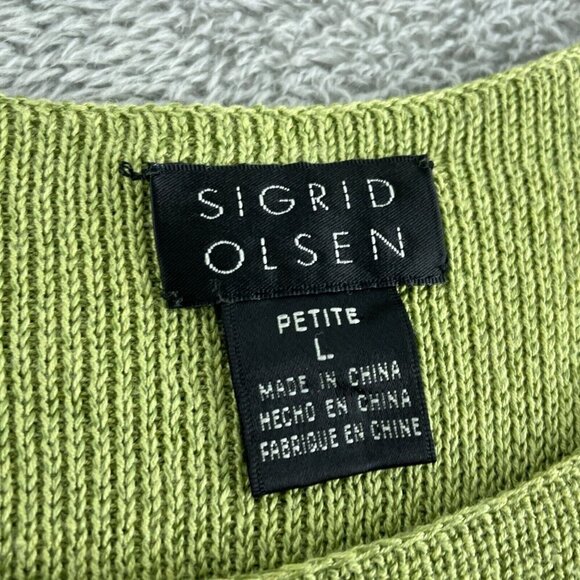 SIGRID
OLSEN
PETITE
L
MADE IN CHINA
HECHO EN CHINA
FABRIQUE EN CHINE